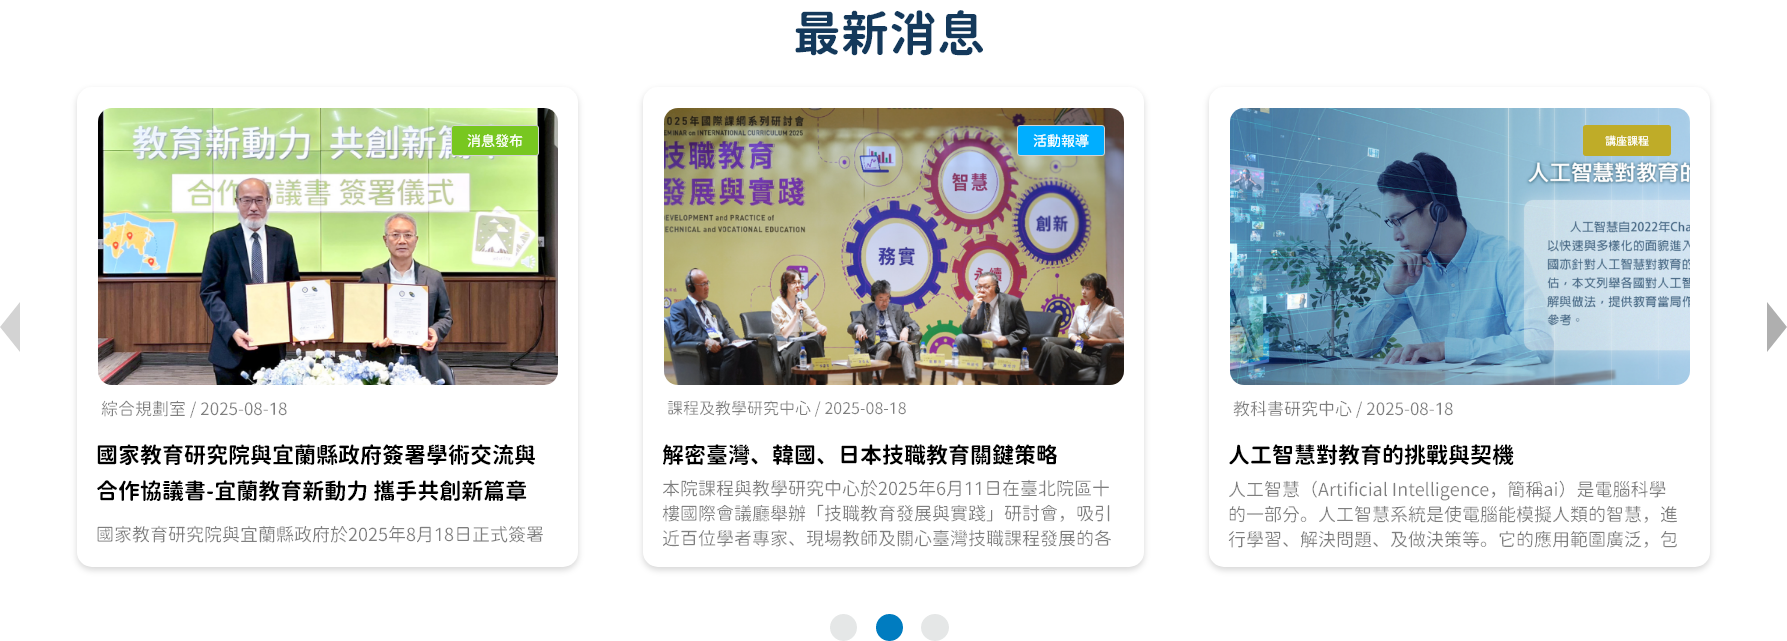 最新消息
教育新動力 共創新篇
消息發布
合作協議書 簽署儀式
綜合規劃室 / 2025-08-18
國家教育研究院與宜蘭縣政府簽署學術交流與
合作協議書-宜蘭教育新動力 攜手共創新篇章
國家教育研究院與宜蘭縣政府於2025年8月18日正式簽署
2025年國際課綱系列研討會
SEMINAR on INTERNATIONAL CURRICULUM 2025
活動報導
技職教育
發展與實踐
DEVELOPMENT and PRACTICE of
TECHNICAL and VOCATIONAL EDUCATION
智慧
創新
務實
永續
課程及教學研究中心 / 2025-08-18
解密臺灣、韓國、日本技職教育關鍵策略
本院課程與教學研究中心於2025年6月11日在臺北院區十
樓國際會議廳舉辦「技職教育發展與實踐」研討會，吸引
近百位學者專家、現場教師及關心臺灣技職課程發展的各
講座課程
人工智慧對教育的
人工智慧自2022年Cha
以快速與多樣化的面貌進入
國亦針對人工智慧對教育的
估，本文列舉各國對人工智
解與做法，提供教育當局作
參考。
教科書研究中心 / 2025-08-18
人工智慧對教育的挑戰與契機
人工智慧（Artificial Intelligence，簡稱ai）是電腦科學
的一部分。人工智慧系統是使電腦能模擬人類的智慧，進
行學習、解決問題、及做決策等。它的應用範圍廣泛，包